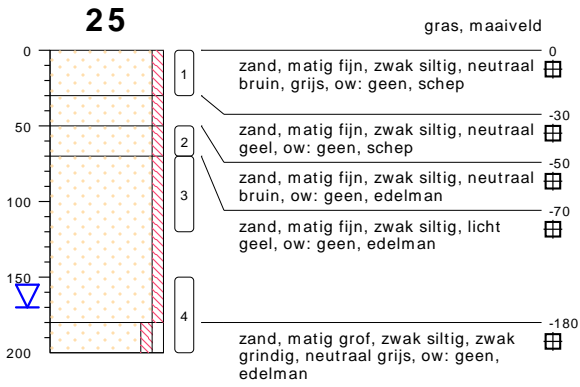 25
gras, maaiveld
0
0
1
zand, matig fijn, zwak siltig, neutraal
bruin, grijs, ow: geen, schep
-30
zand, matig fijn, zwak siltig, neutraal
geel, ow: geen, schep
50
2
-50
zand, matig fijn, zwak siltig, neutraal
bruin, ow: geen, edelman
-70
3
100
zand, matig fijn, zwak siltig, licht
geel, ow: geen, edelman
150
4
-180
zand, matig grof, zwak siltig, zwak
grindig, neutraal grijs, ow: geen,
edelman
200